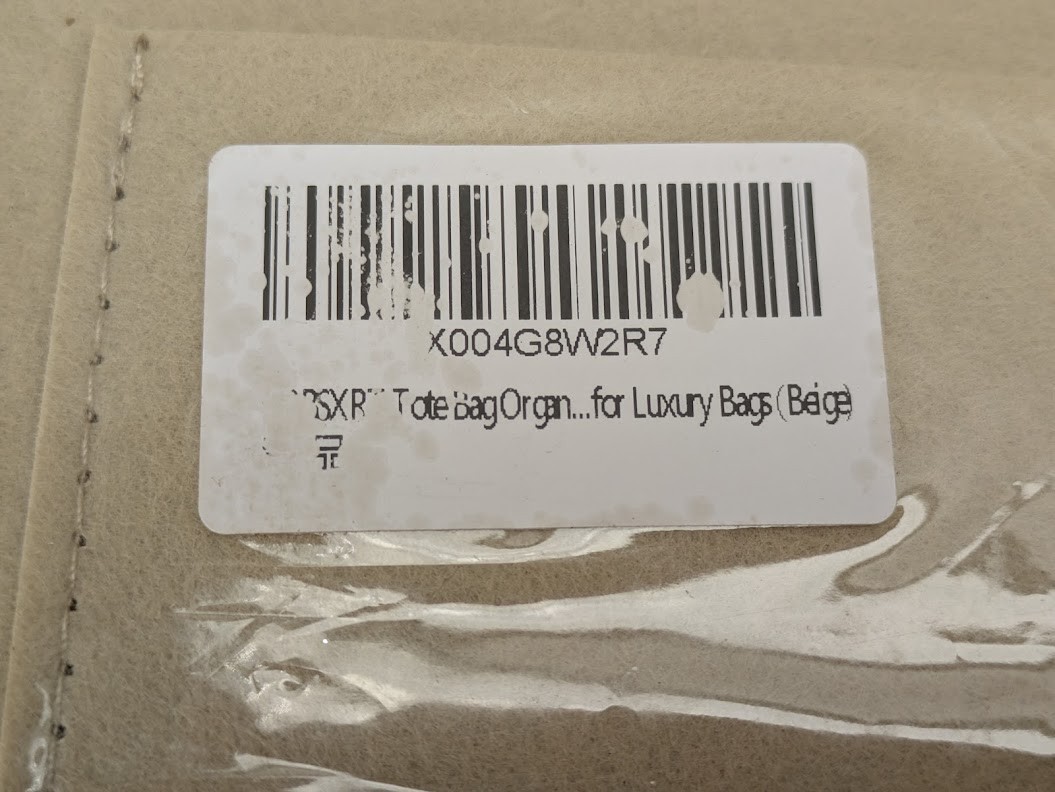 X004G8W2R7
Tote Bag Organ...for Luxury Bags (Beige)